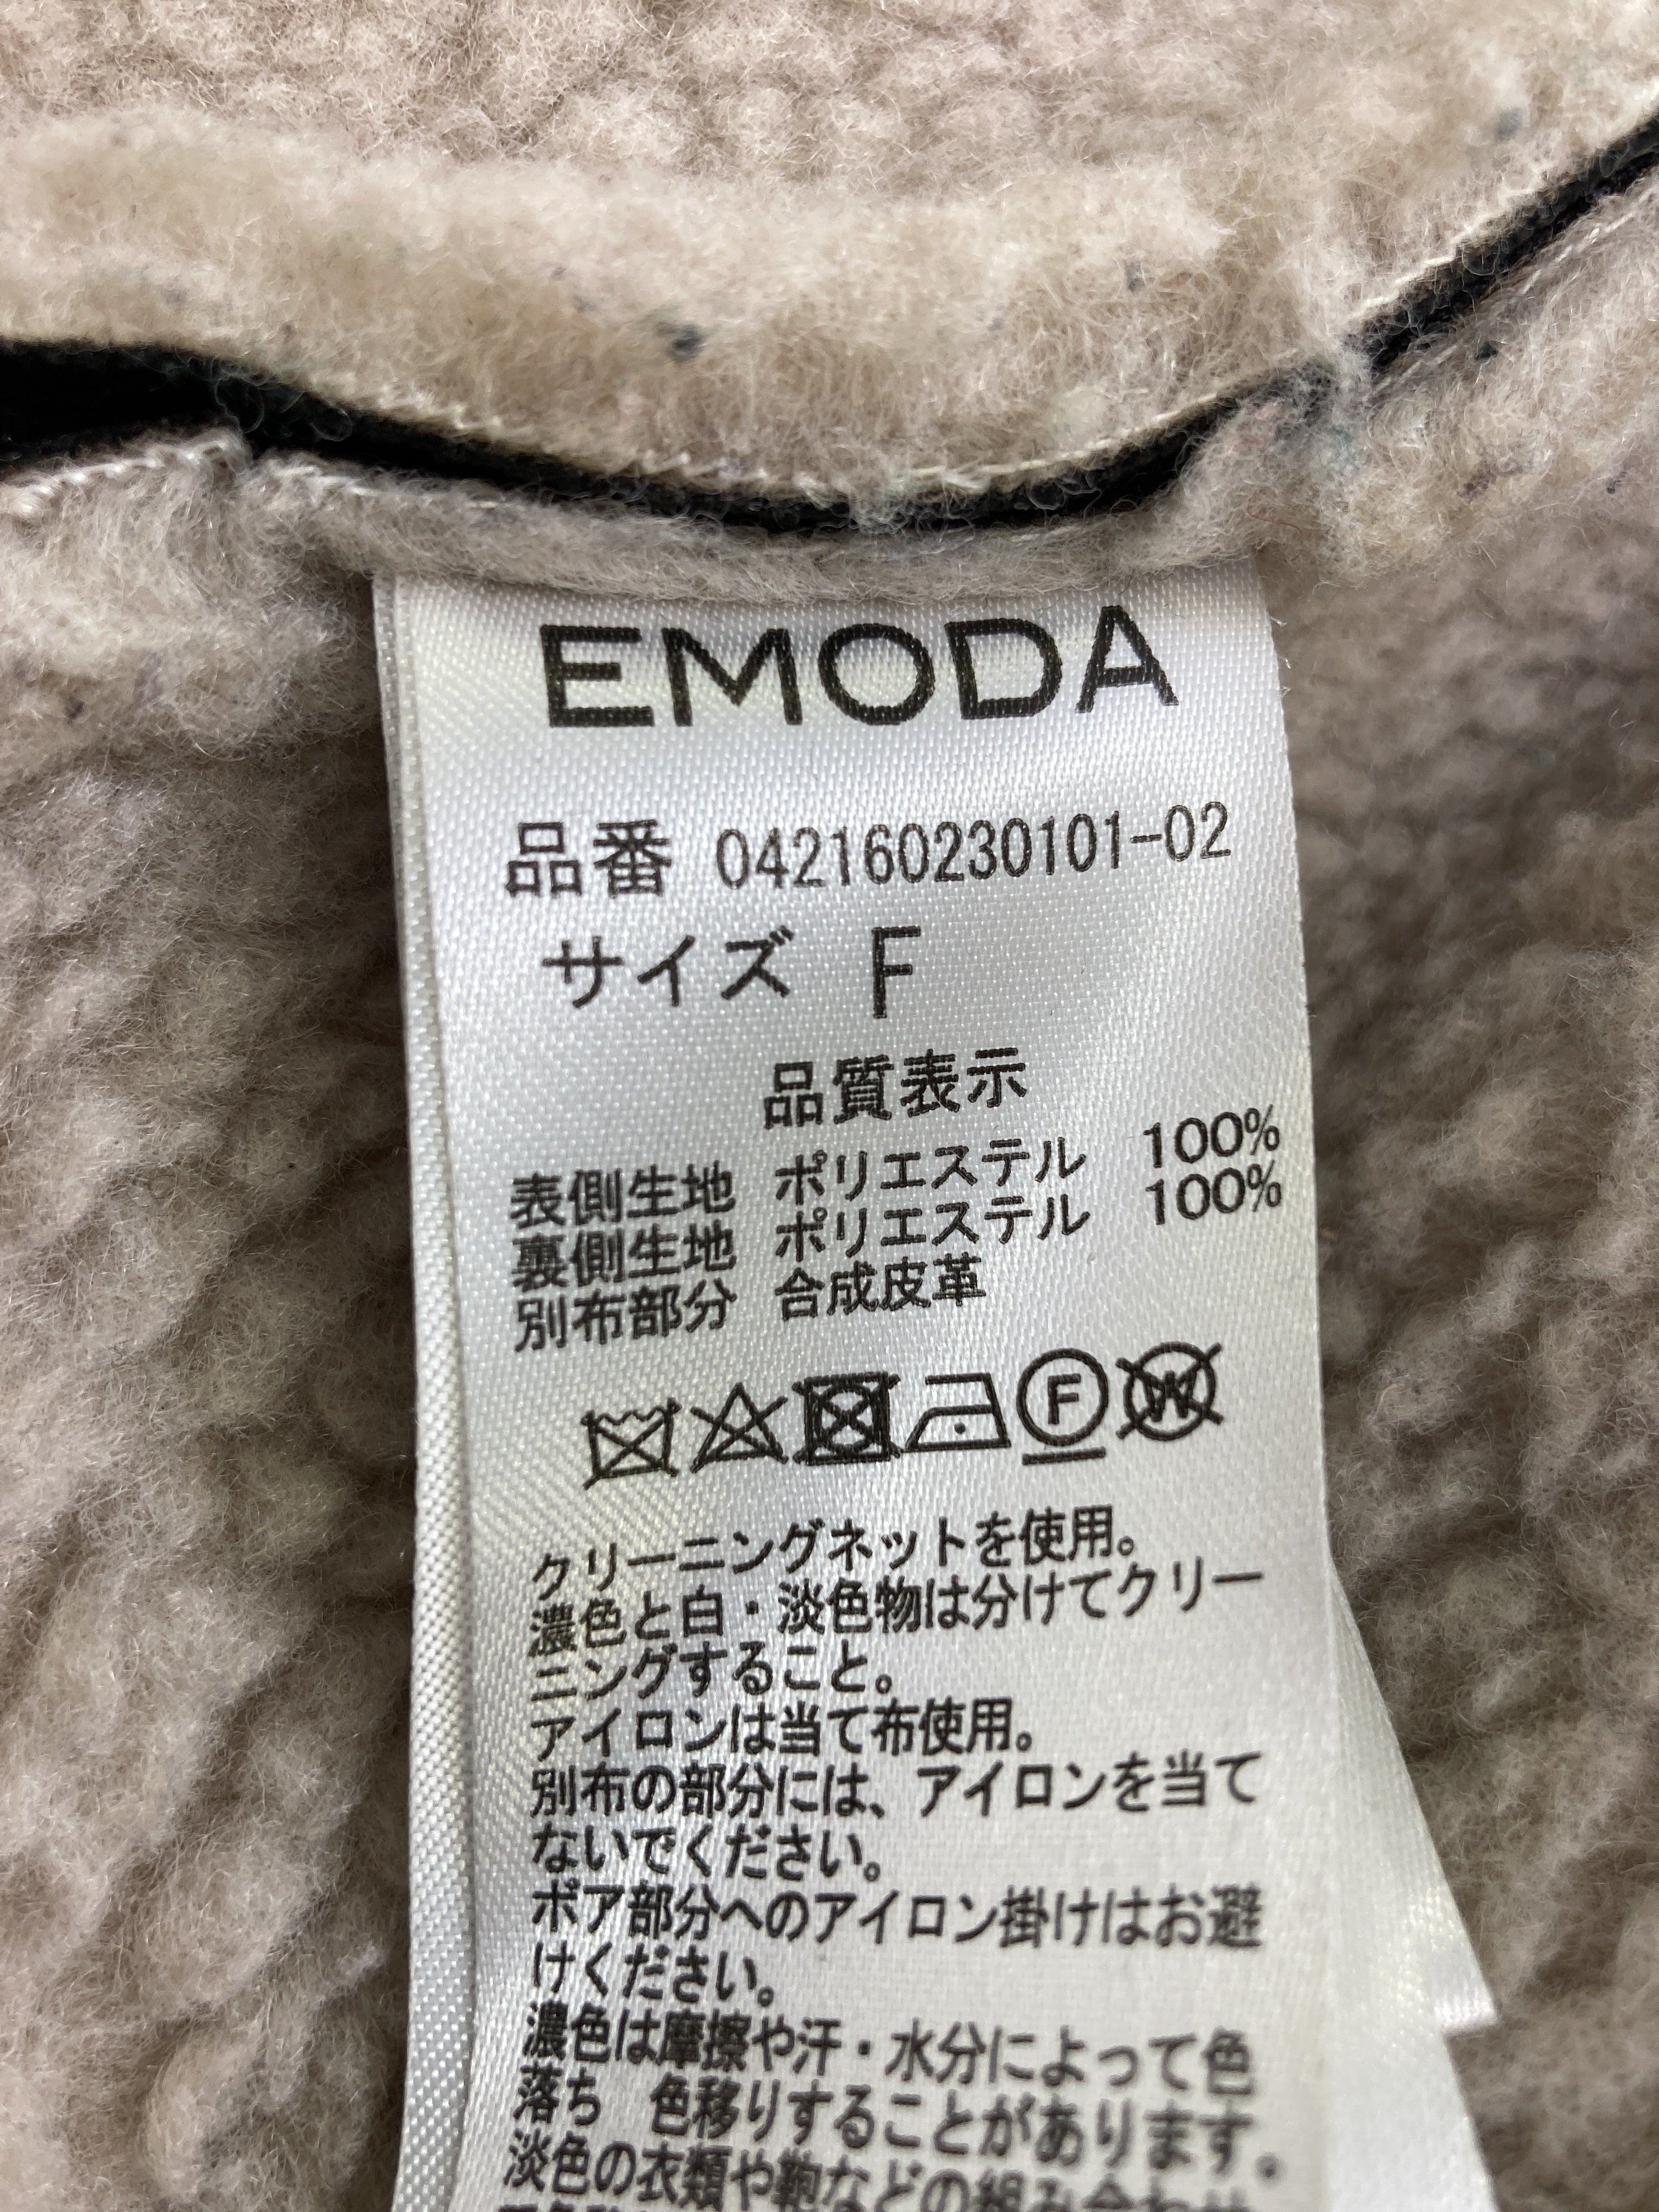 EMODA
品番 042160230101-02
サイズ F
品質表示
表側生地 ポリエステル 100%
裏側生地 ポリエステル 100%
別布部分 合成皮革
F W
クリーニングネットを使用。
濃色と白・淡色物は分けてクリー
ニングすること。
アイロンは当て布使用。
別布の部分には、アイロンを当て
ないでください。
ボア部分へのアイロン掛けはお避
けください。
濃色は摩擦や汗・水分によって色
落ち 色移りすることがあります。
淡色の衣類や鞄などの組み合わせ